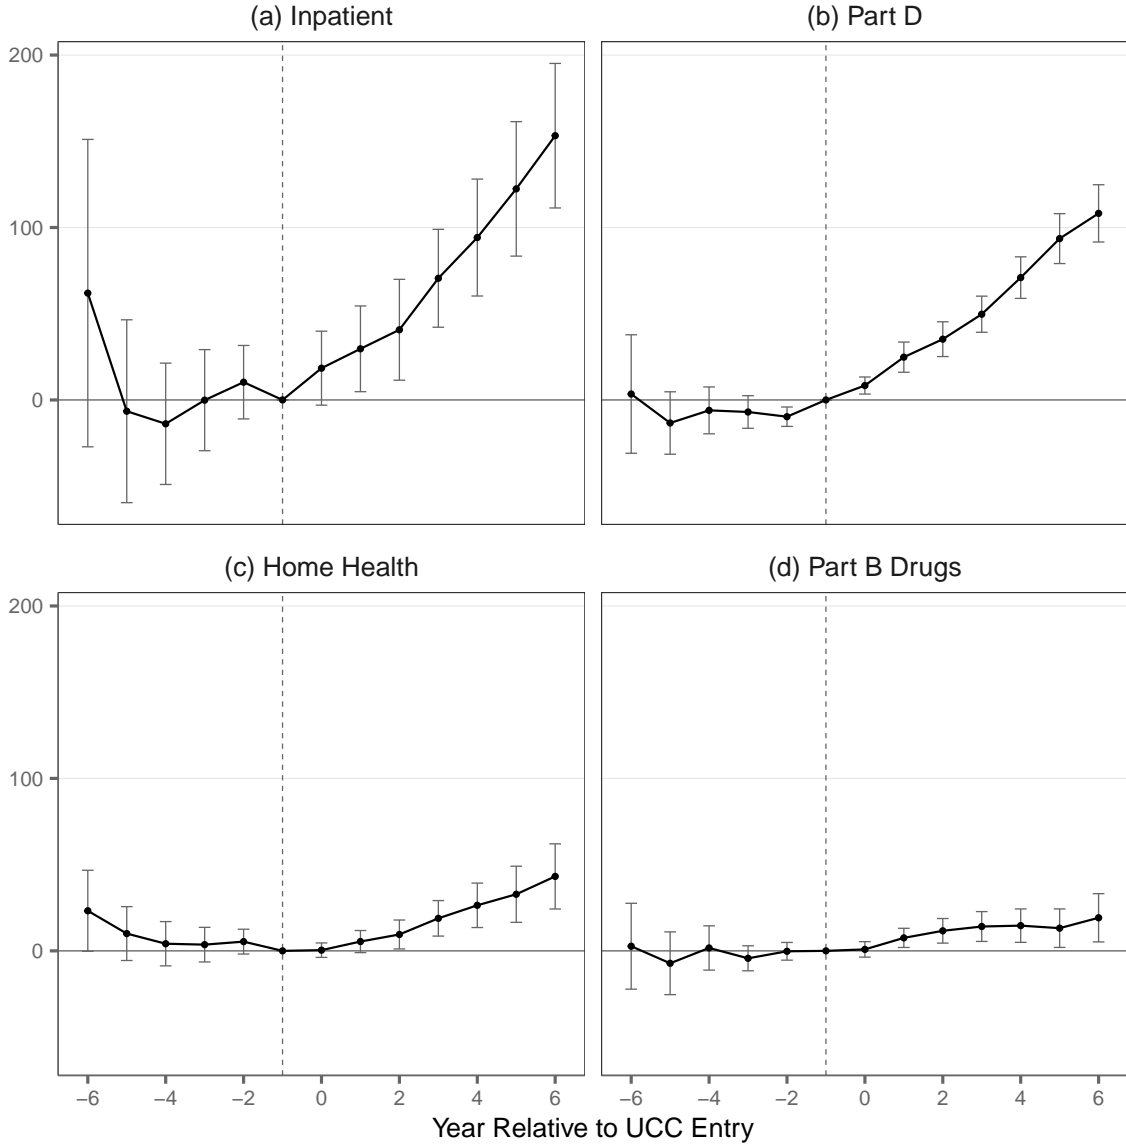 (a) Inpatient
(b) Part D
200
100
0
(c) Home Health
(d) Part B Drugs
200
100
0
−6 −4 −2 0 2 4 6
−6 −4 −2 0 2 4 6
Year Relative to UCC Entry